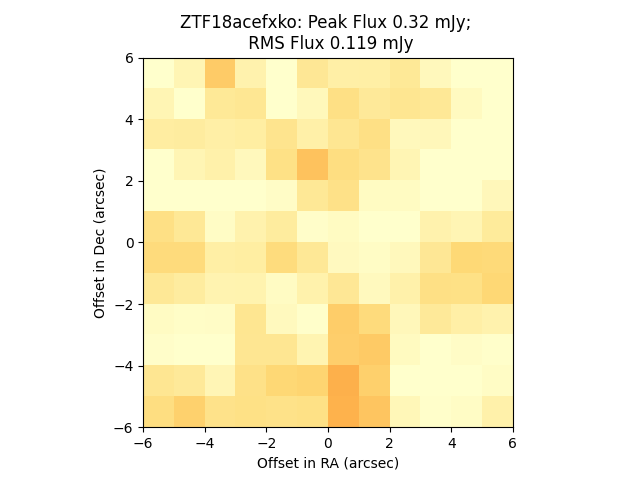 ZTF18acefxko: Peak Flux 0.32 mJy;
RMS Flux 0.119 mJy
6
4
2
0
−2
−4
−6
Offset in Dec (arcsec)
−6 −4 −2 0 2 4 6
Offset in RA (arcsec)